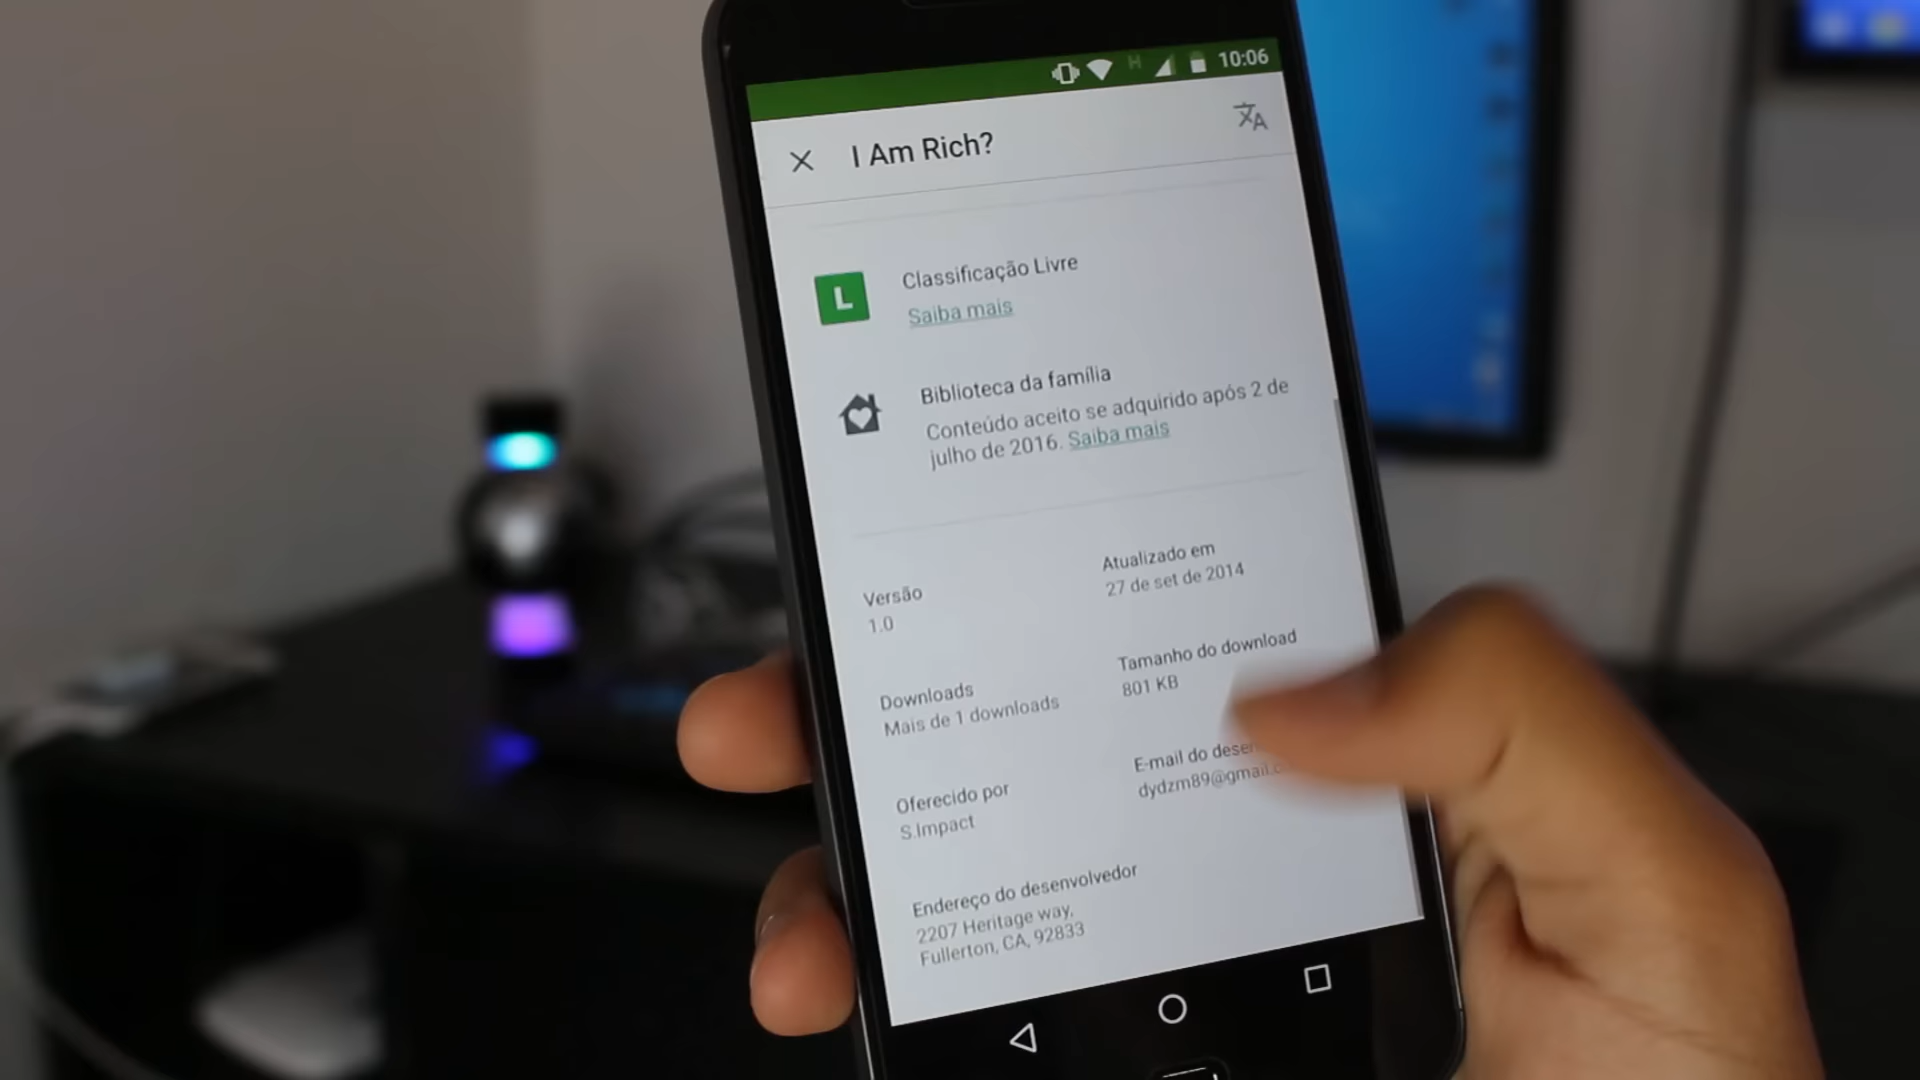 10:06
I Am Rich?
L
Classificação Livre
Saiba mais
Biblioteca da família
Conteúdo aceito se adquirido após 2 de
julho de 2016. Saiba mais
Versão
1.0
Atualizado em
27 de set de 2014
Downloads
Mais de 1 downloads
Tamanho do download
801 KB
Oferecido por
S.Impact
E-mail do
dydzm89@gmail.
Endereço do desenvolvedor
2207 Heritage way,
Fullerton, CA, 92833